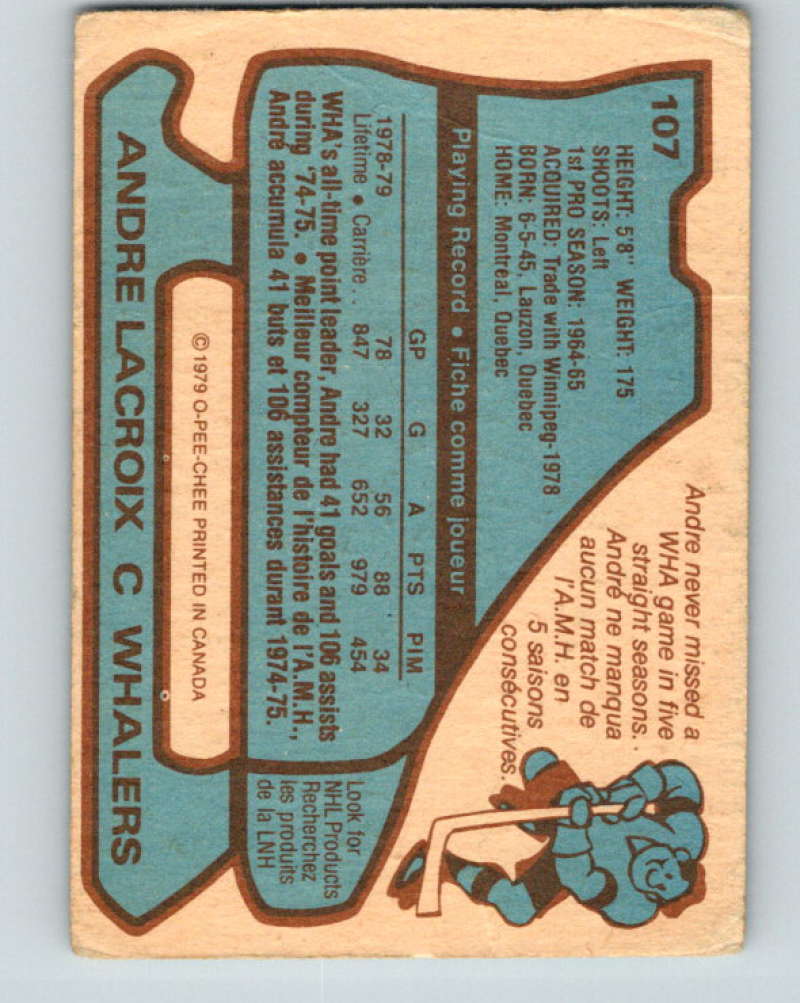 107
HEIGHT: 5'8" WEIGHT: 175
SHOOTS: Left
1st PRO SEASON: 1964-65
ACQUIRED: Trade with Winnipeg-1978
BORN: 6-5-45, Lauzon, Quebec
HOME: Montreal, Quebec
Andre never missed a
WHA game in five
straight seasons..
André ne manqua
aucun match de
l'A.M.H. en
5 saisons
consécutives.
Playing Record • Fiche comme joueur
GP G A PTS PIM
1978-79 78 32 56 88 34
Lifetime • Carrière . . 847 327 652 979 454
WHA's all-time point leader, Andre had 41 goals and 106 assists
during '74-75. • Meilleur compteur de l'histoire de l'A.M.H.,
André accumula 41 buts et 106 assistances durant 1974-75.
Look for
NHL Products
Recherchez
les produits
de la LNH
© 1979 O-PEE-CHEE PRINTED IN CANADA
ANDRE LACROIX C WHALERS